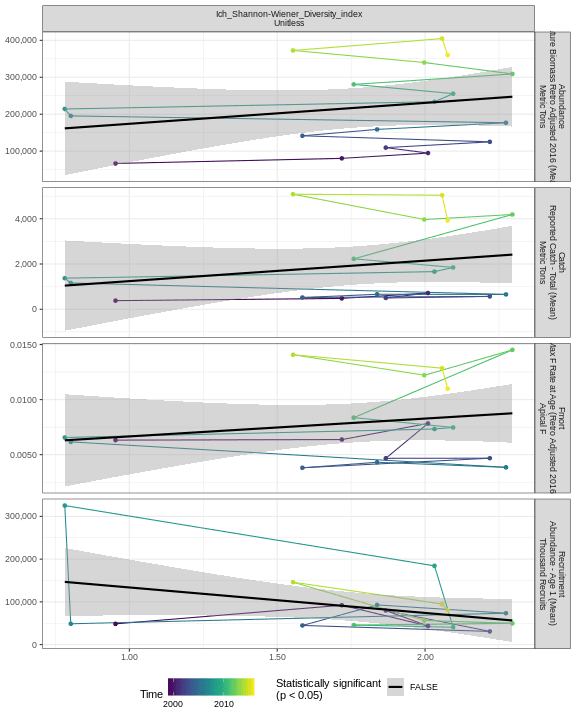 Ich_Shannon-Wiener_Diversity_index
Unitless
400,000
300,000
200,000
100,000
Abundance
Biomass Retro Adjusted 2016
Metric Tons
4,000
2,000
0
Catch
Reported Catch - Total (Mean)
Metric Tons
0.0150
0.0100
0.0050
Fmort
F Rate at Age (Retro Adjusted 2016
Apical F
300,000
200,000
100,000
0
Recruitment
Abundance - Age 1 (Mean)
Thousand Recruits
1.00
1.50
2.00
Time
2000
2010
Statistically significant
(p < 0.05)
FALSE